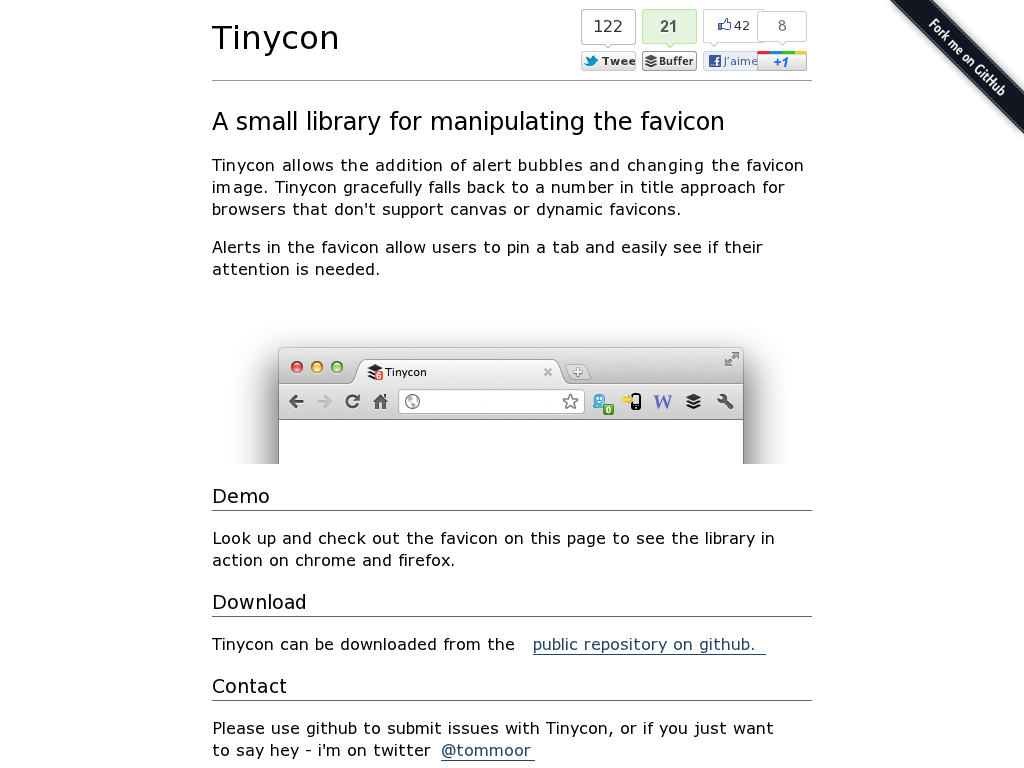 Tinycon
122
21
42
8
Twee
Buffer
J'aime
+1
Fork me on GitHub
A small library for manipulating the favicon
Tinycon allows the addition of alert bubbles and changing the favicon
image. Tinycon gracefully falls back to a number in title approach for
browsers that don't support canvas or dynamic favicons.
Alerts in the favicon allow users to pin a tab and easily see if their
attention is needed.
6 Tinycon
0
W
Demo
Look up and check out the favicon on this page to see the library in
action on chrome and firefox.
Download
Tinycon can be downloaded from the public repository on github.
Contact
Please use github to submit issues with Tinycon, or if you just want
to say hey - i'm on twitter @tommoor